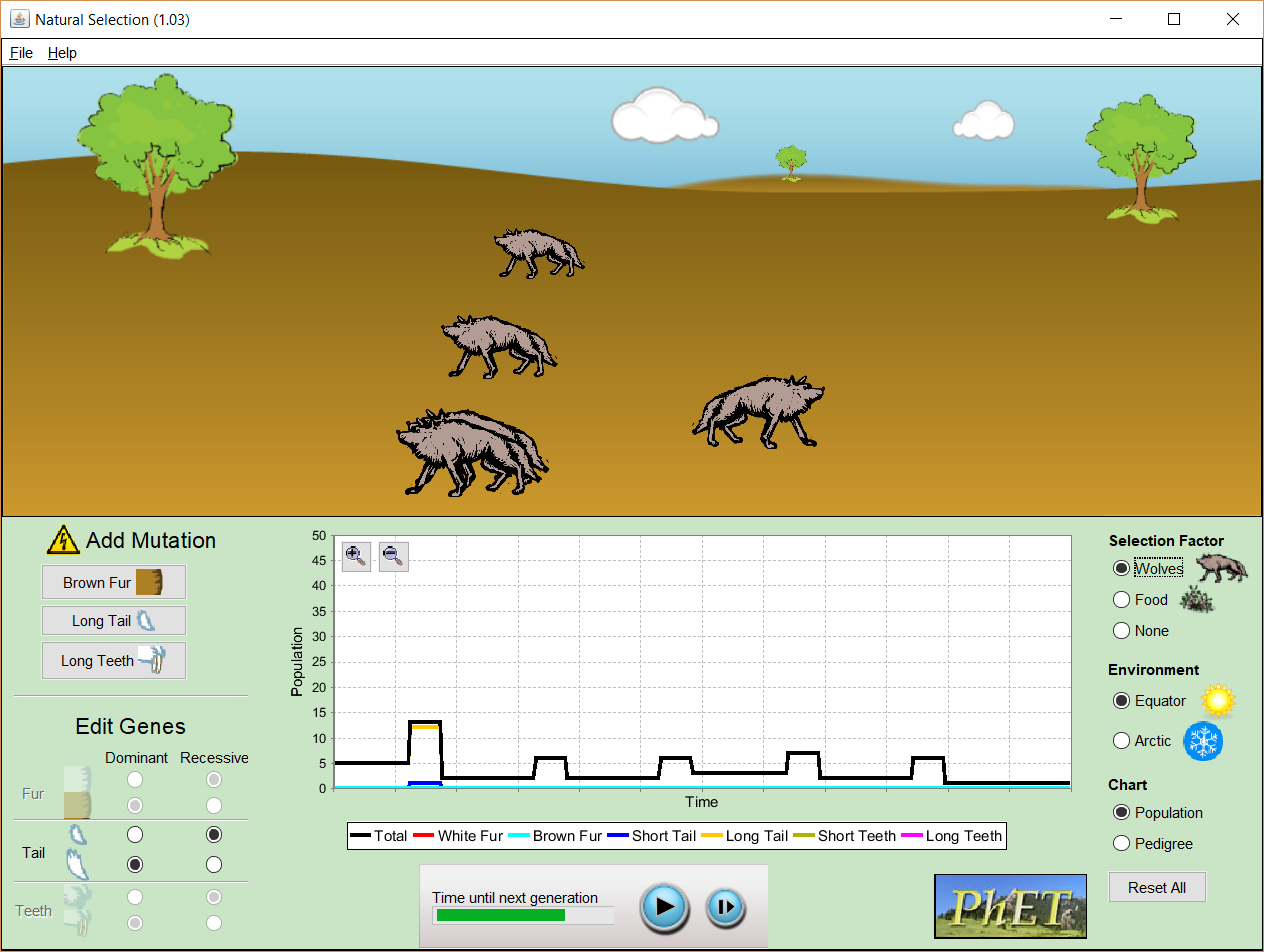 Natural Selection (1.03)
File Help
Add Mutation
Brown Fur
Long Tail
Long Teeth
Edit Genes
Dominant Recessive
Fur
Tail
Teeth
50
45
40
35
30
25
20
15
10
5
0
Population
Time
Total White Fur Brown Fur Short Tail Long Tail Short Teeth Long Teeth
Time until next generation
PhET
Selection Factor
Wolves
Food
None
Environment
Equator
Arctic
Chart
Population
Pedigree
Reset All